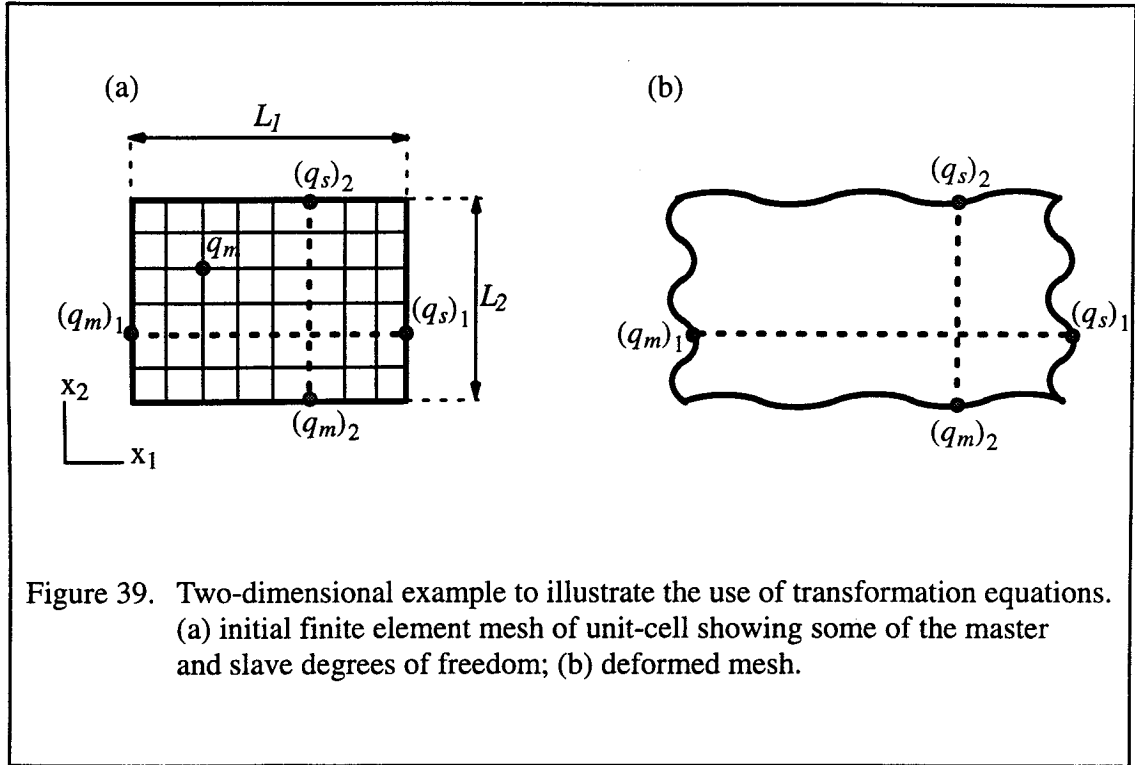 (a)
(b)
L1
(qs)2
(qs)2
qm
L2
(qm)1
(qs)1
(qm)1
(qs)1
x2
(qm)2
(qm)2
x1
Figure 39. Two-dimensional example to illustrate the use of transformation equations.
(a) initial finite element mesh of unit-cell showing some of the master
and slave degrees of freedom; (b) deformed mesh.